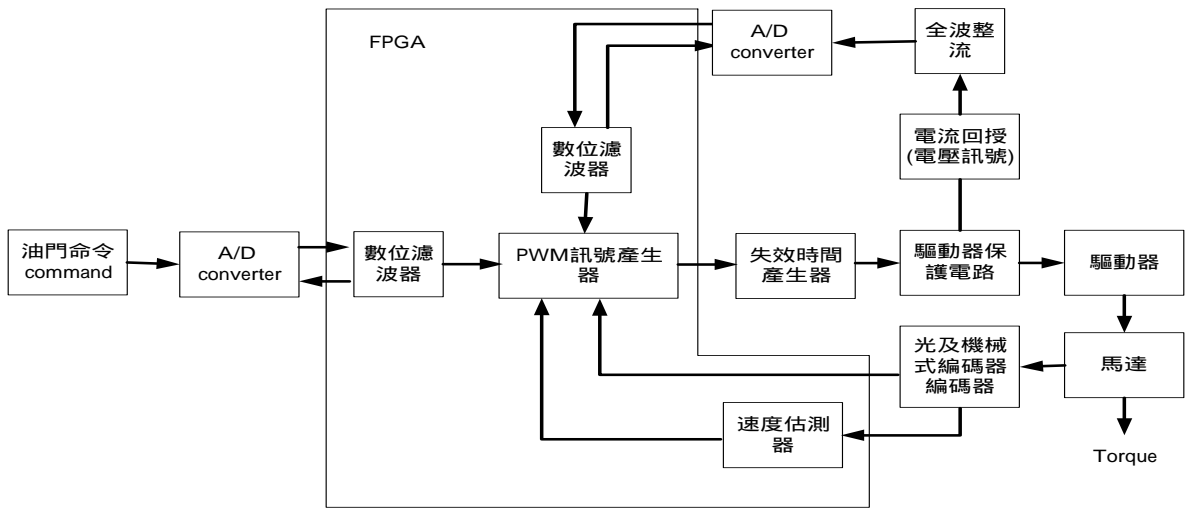 FPGA
A/D
converter
全波整
流
電流回授
(電壓訊號)
數位濾
波器
油門命令
command
A/D
converter
數位濾
波器
PWM訊號產生
器
失效時間
產生器
驅動器保
護電路
驅動器
光及機械
式編碼器
編碼器
馬達
速度估測
器
Torque